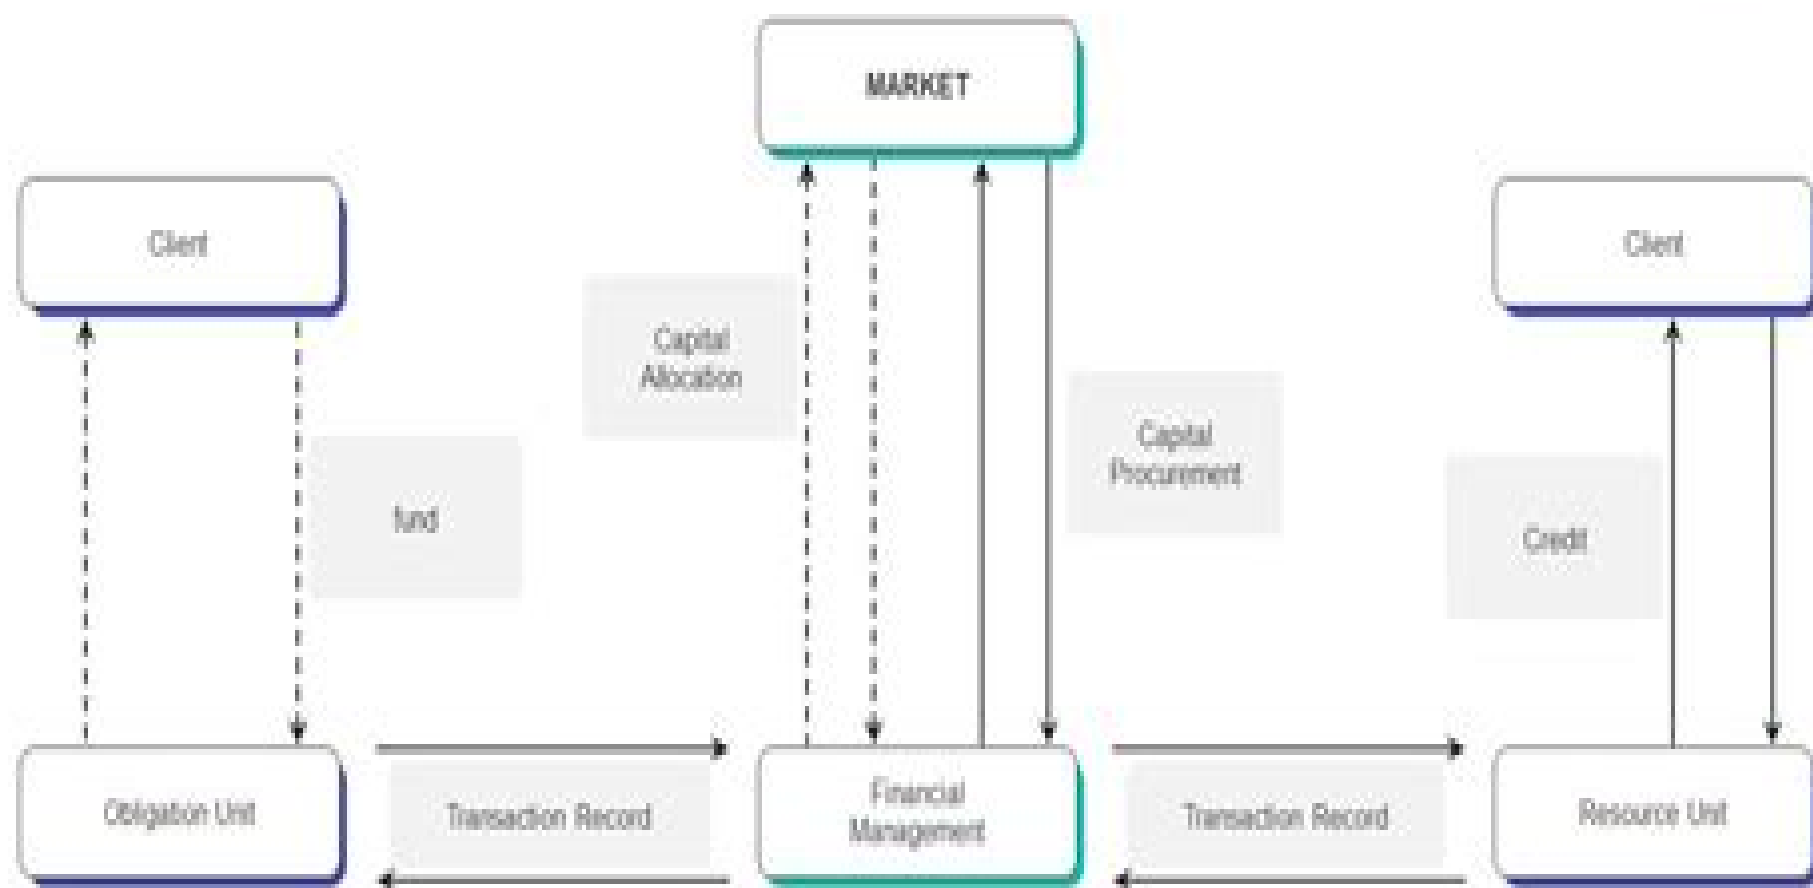 MARKET
Client
Client
Capital
Allocation
Capital
Procurement
fund
Credit
Obligation Unit
Transaction Record
Financial
Management
Transaction Record
Resource Unit